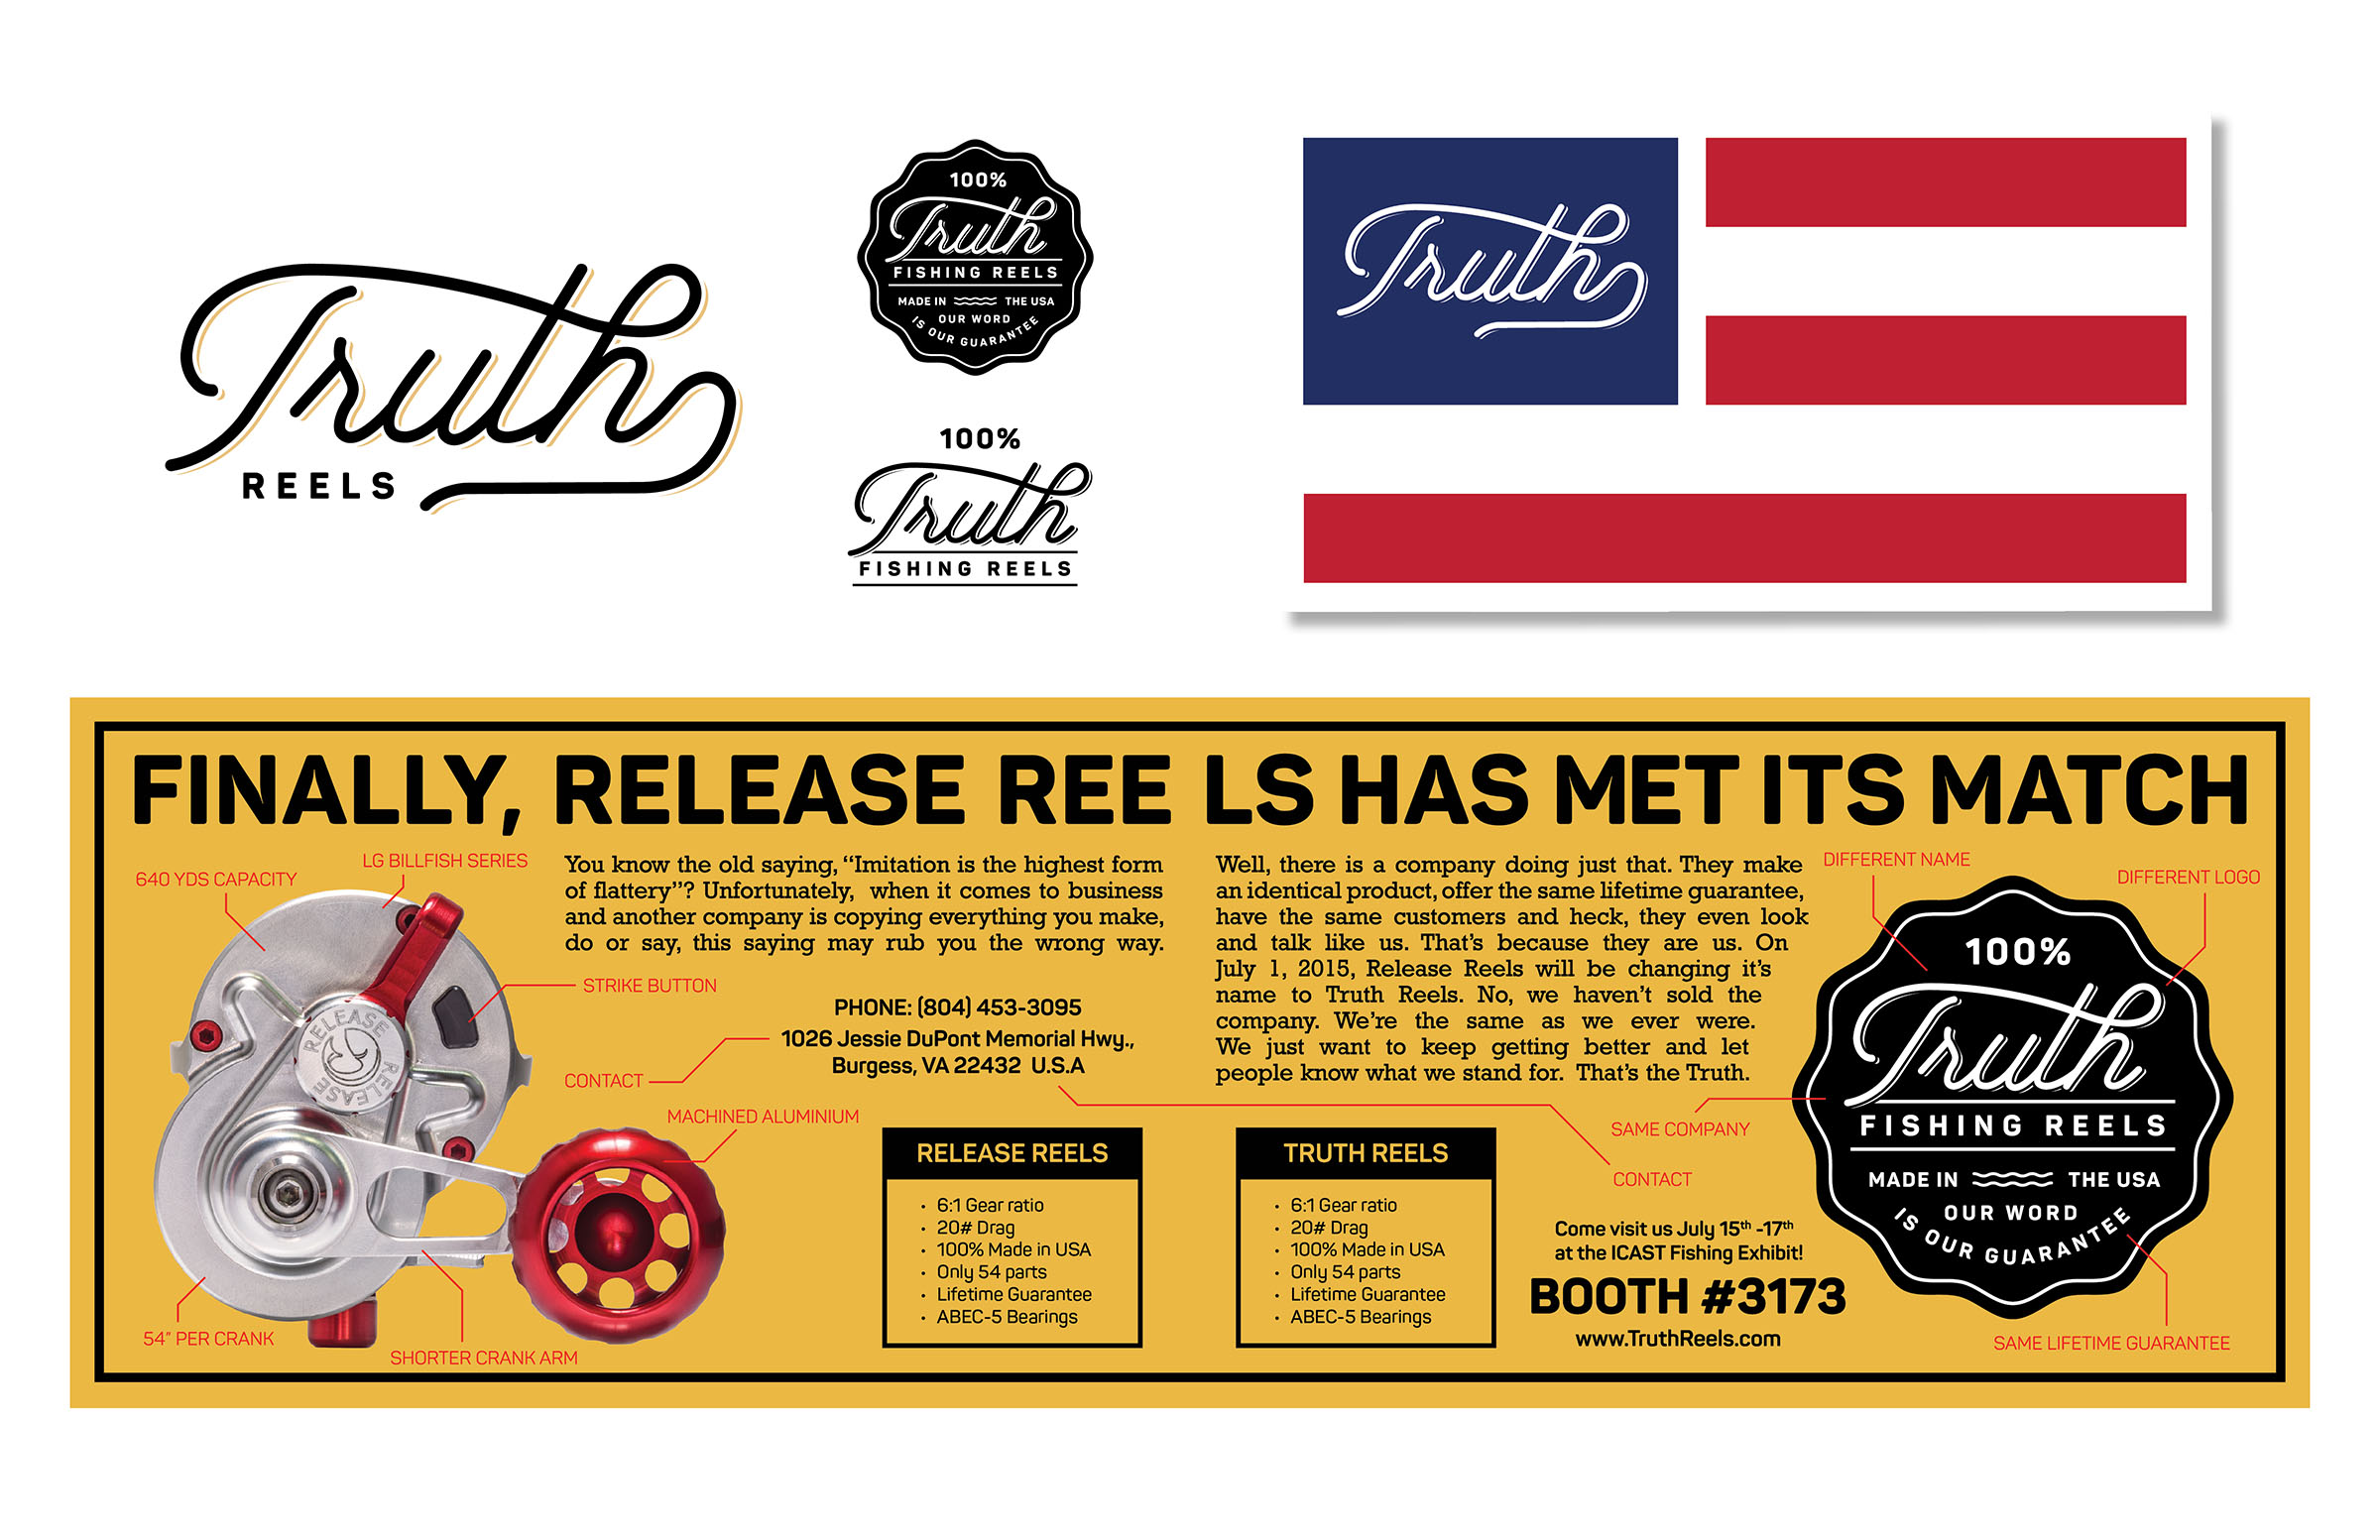 Truth
REELS
100%
Truth
FISHING REELS
MADE IN THE USA
OUR WORD
IS OUR GUARANTEE
100%
Truth
FISHING REELS
Truth
FINALLY, RELEASE REE LS HAS MET ITS MATCH
640 YDS CAPACITY
LG BILLFISH SERIES
RELEASE
RELEASE
STRIKE BUTTON
CONTACT
MACHINED ALUMINIUM
54" PER CRANK
SHORTER CRANK ARM
You know the old saying, “Imitation is the highest form
of flattery”? Unfortunately, when it comes to business
and another company is copying everything you make,
do or say, this saying may rub you the wrong way.
PHONE: (804) 453-3095
1026 Jessie DuPont Memorial Hwy.,
Burgess, VA 22432 U.S.A
RELEASE REELS
• 6:1 Gear ratio
• 20# Drag
• 100% Made in USA
• Only 54 parts
• Lifetime Guarantee
• ABEC-5 Bearings
Well, there is a company doing just that. They make
an identical product, offer the same lifetime guarantee,
have the same customers and heck, they even look
and talk like us. That’s because they are us. On
July 1, 2015, Release Reels will be changing it’s
name to Truth Reels. No, we haven’t sold the
company. We’re the same as we ever were.
We just want to keep getting better and let
people know what we stand for. That’s the Truth.
TRUTH REELS
• 6:1 Gear ratio
• 20# Drag
• 100% Made in USA
• Only 54 parts
• Lifetime Guarantee
• ABEC-5 Bearings
DIFFERENT NAME
DIFFERENT LOGO
SAME COMPANY
CONTACT
Come visit us July 15th -17th
at the ICAST Fishing Exhibit!
BOOTH #3173
www.TruthReels.com
100%
Truth
FISHING REELS
MADE IN THE USA
OUR WORD
IS OUR GUARANTEE
SAME LIFETIME GUARANTEE